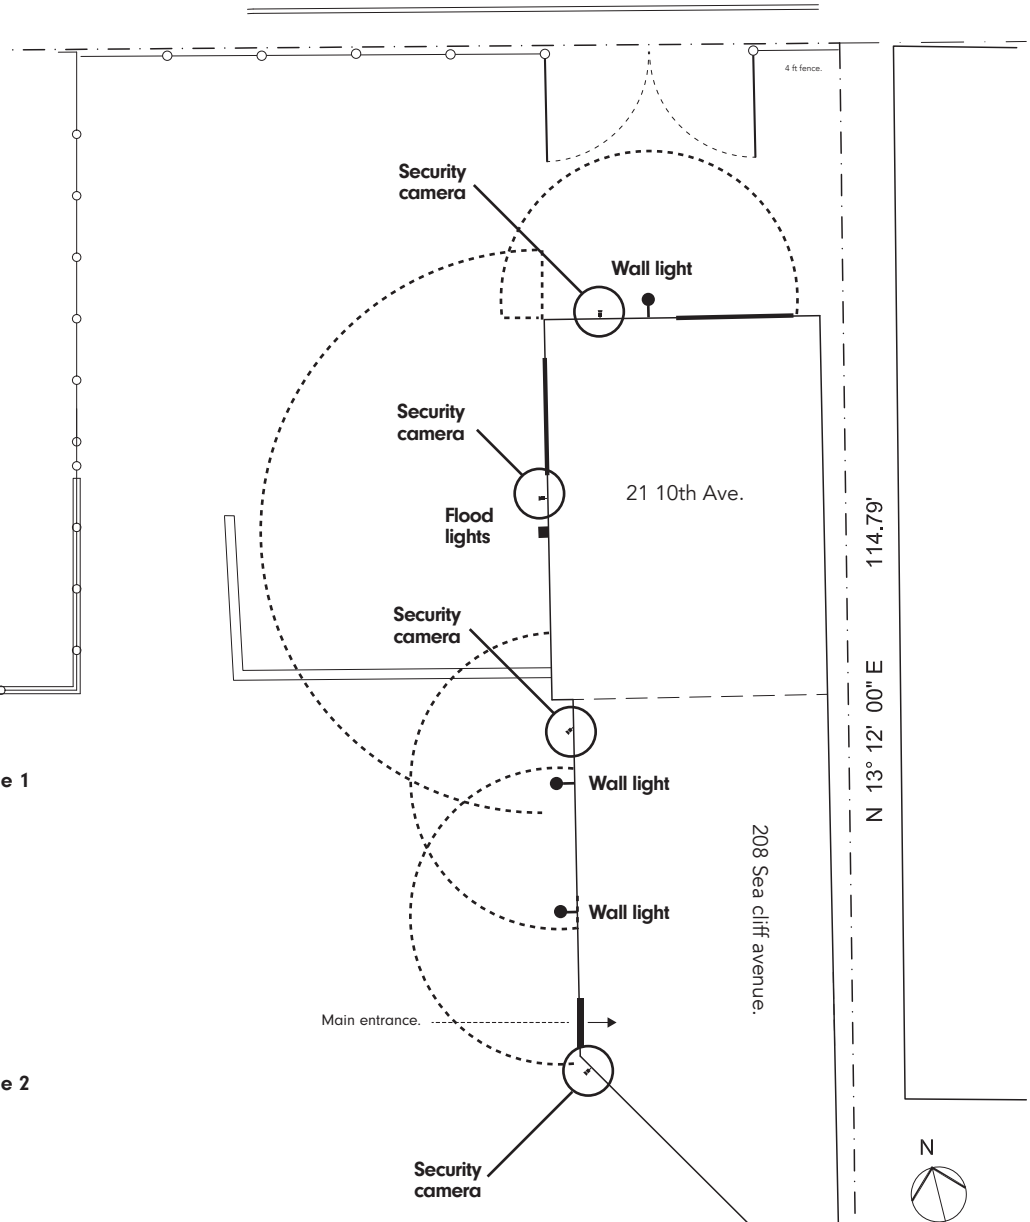 4 ft fence.
Security
camera
Wall light
Security
camera
21 10th Ave.
Flood
lights
114.79'
Security
camera
N 13° 12' 00" E
e 1
Wall light
208 Sea cliff avenue.
Wall light
Main entrance.
e 2
N
Security
camera